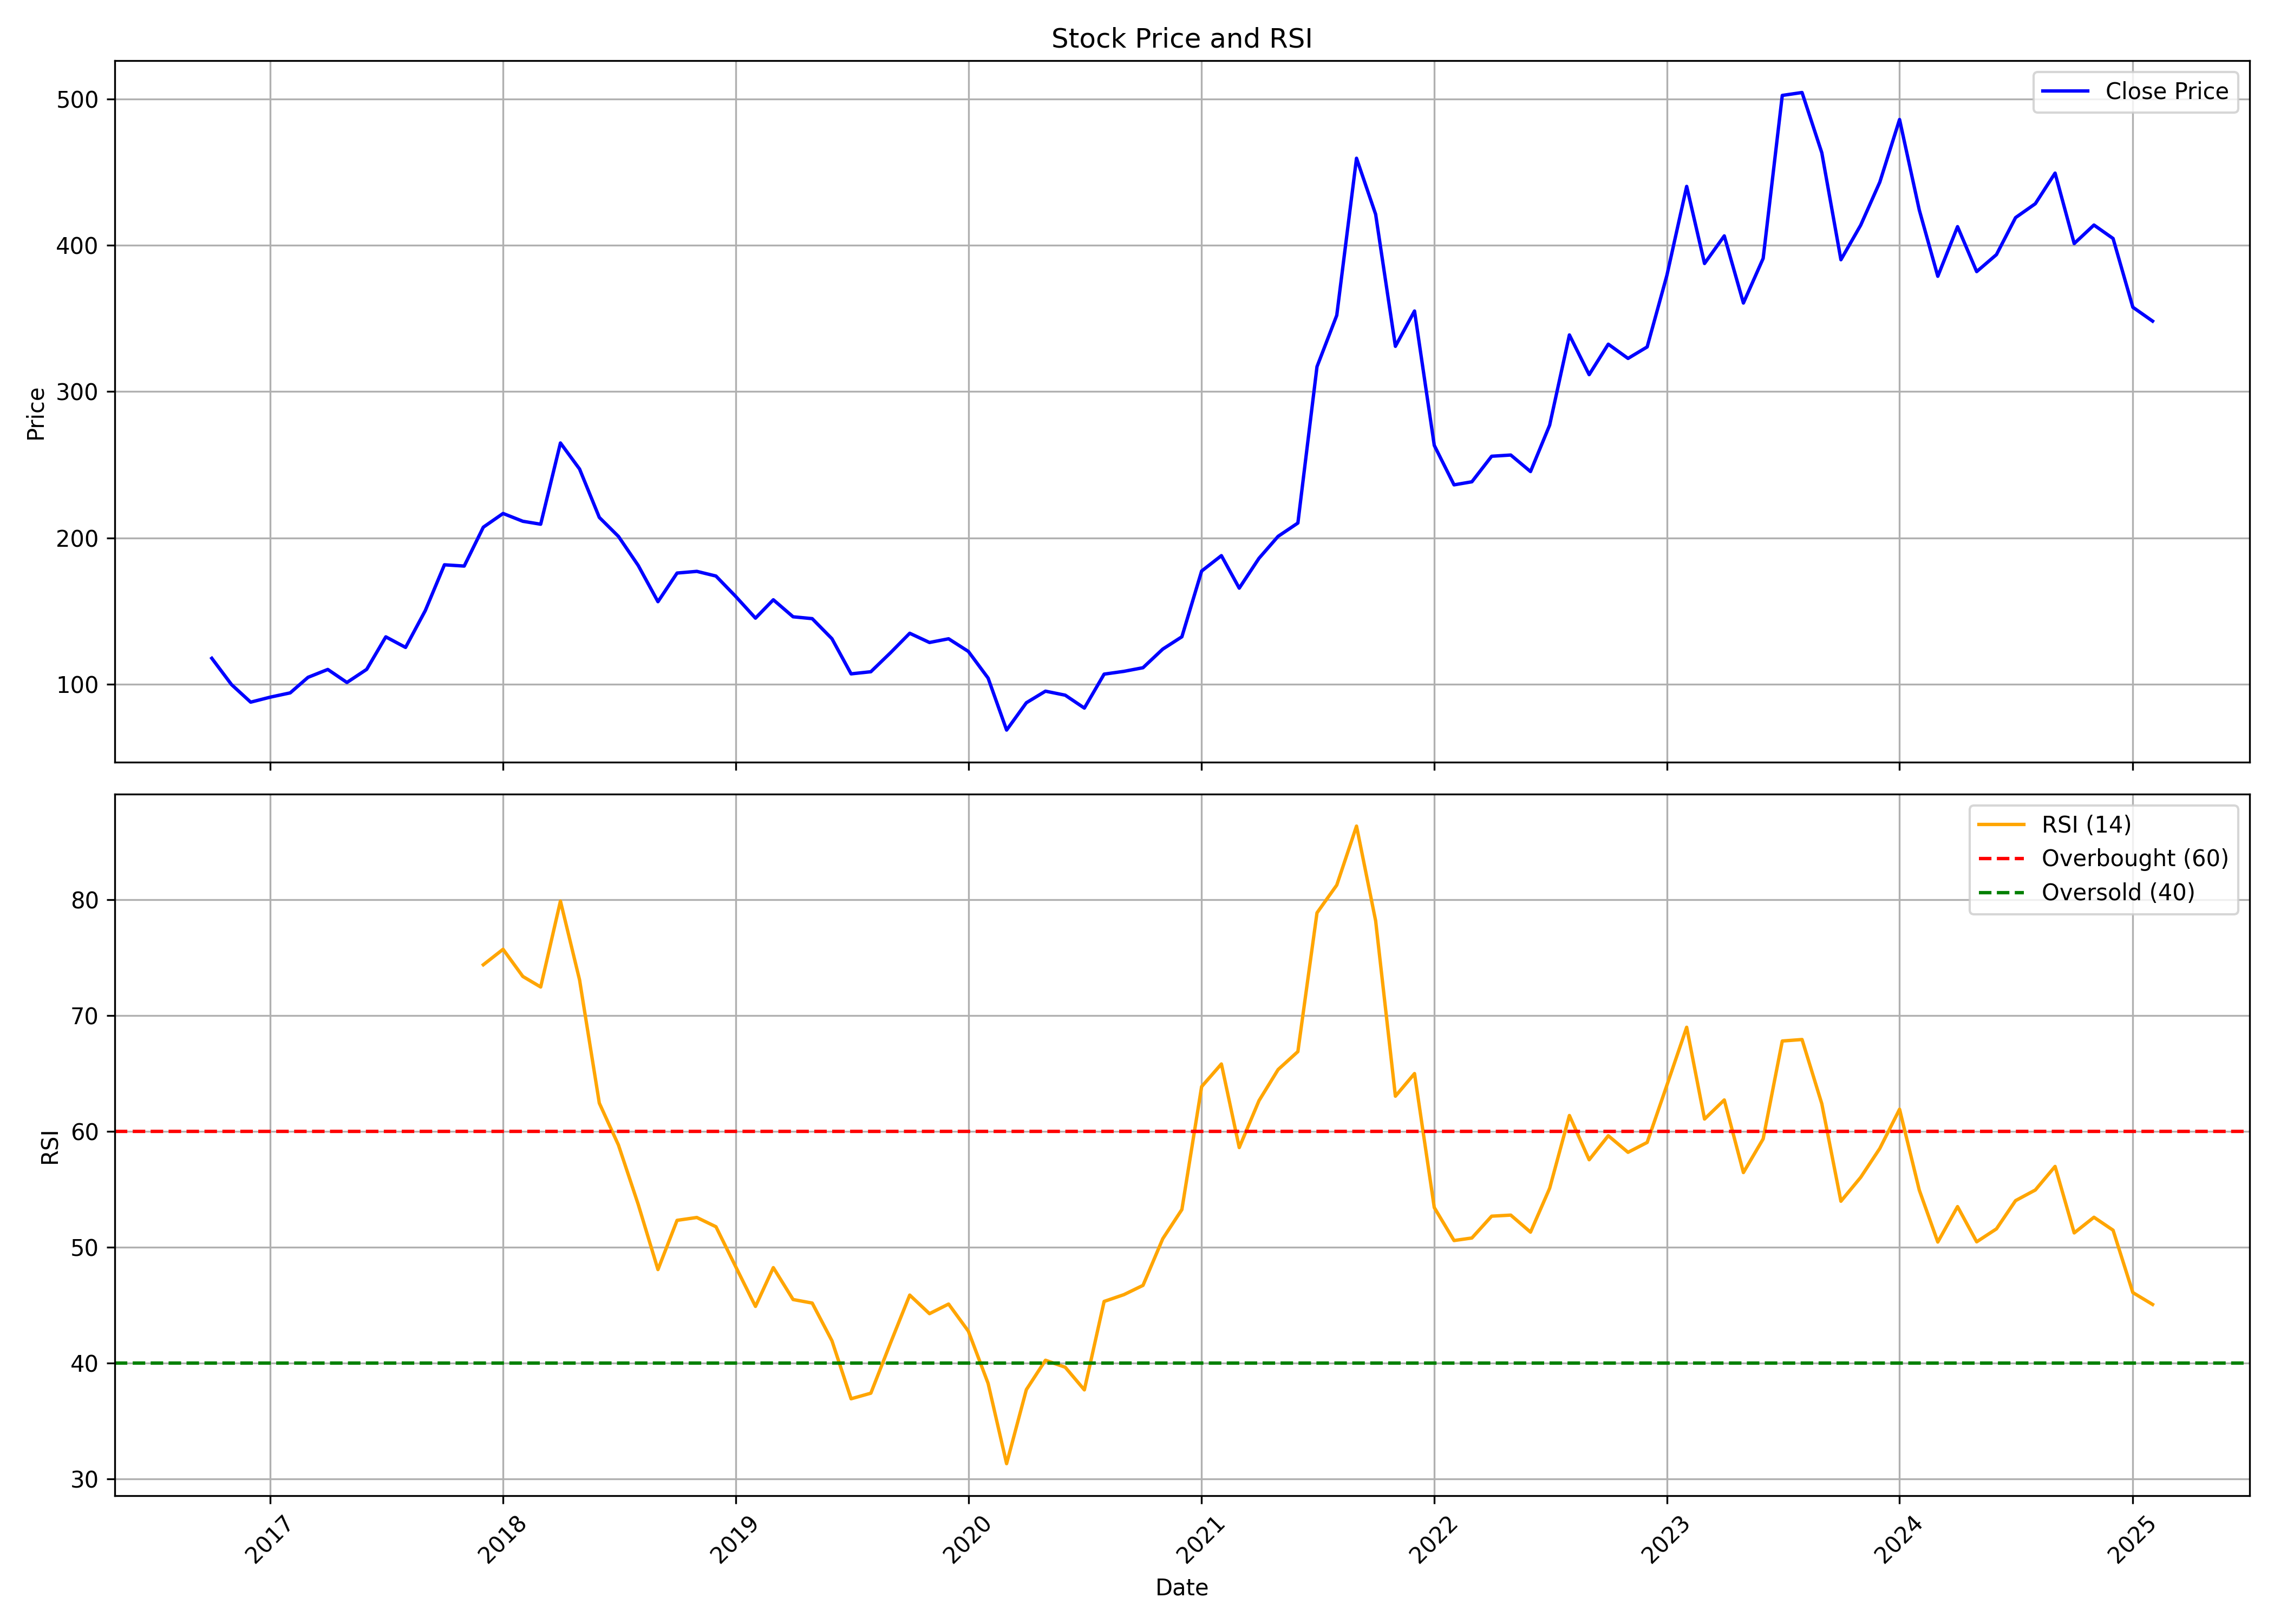 Stock Price and RSI
Close Price
500
400
300
200
100
Price
RSI (14)
Overbought (60)
Oversold (40)
80
70
60
50
40
30
RSI
2017
2018
2019
2020
2021
2022
2023
2024
2025
Date